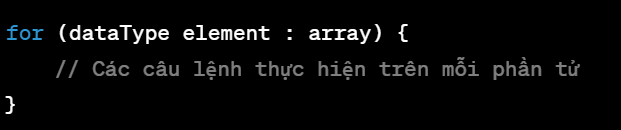 for (dataType element : array) {
    // Các câu lệnh thực hiện trên mỗi phần tử
}